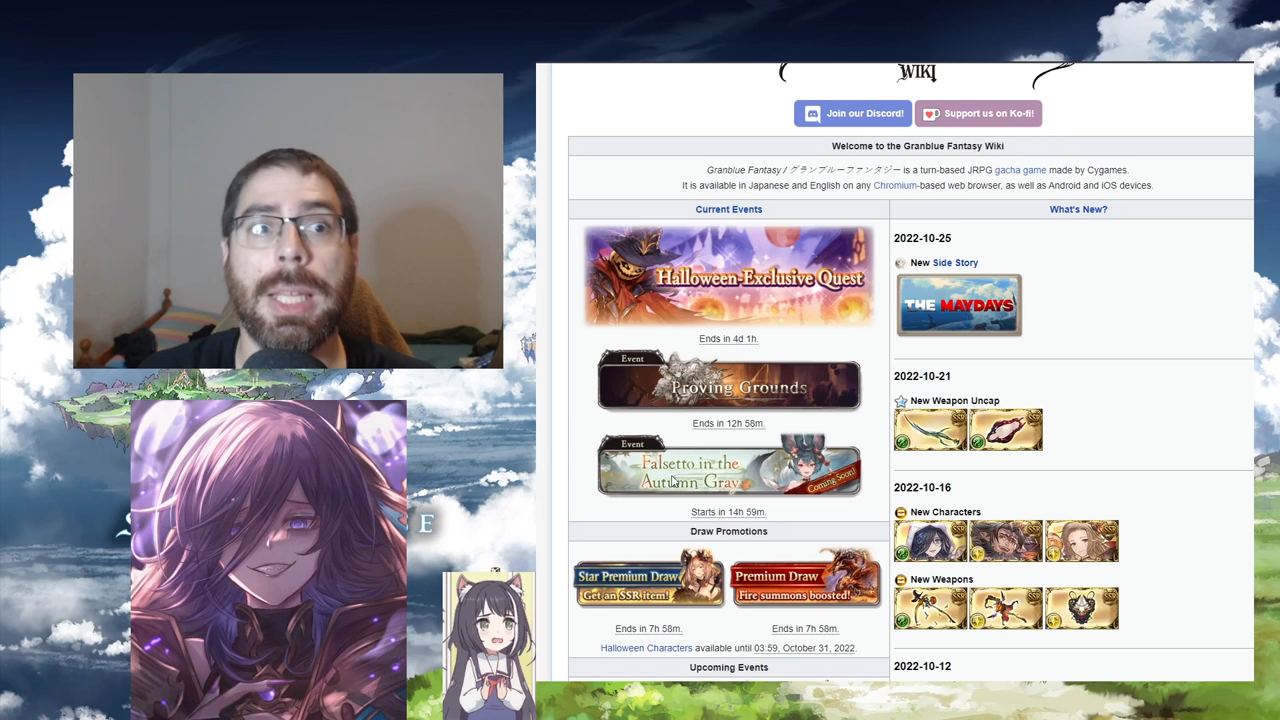 WIKI
Join our Discord!
Support us on Ko-fi!
Welcome to the Granblue Fantasy Wiki
Granblue Fantasy / グランブルーファンタジー is a turn-based JRPG gacha game made by Cygames.
It is available in Japanese and English on any Chromium-based web browser, as well as Android and iOS devices.
Current Events
Halloween-Exclusive Quest
Ends in 4d 1h.
Event
Proving Grounds
Ends in 12h 58m.
Event
Falsetto in the
Autumn Gray
Coming Soon!
Starts in 14h 59m.
Draw Promotions
Star Premium Draw
Get an SSR item!
Premium Draw
Fire summons boosted!
Ends in 7h 58m.
Ends in 7h 58m.
Halloween Characters available until 03:59, October 31, 2022.
Upcoming Events
What's New?
2022-10-25
New Side Story
THE MAYDAYS
2022-10-21
New Weapon Uncap
2022-10-16
New Characters
New Weapons
2022-10-12
E